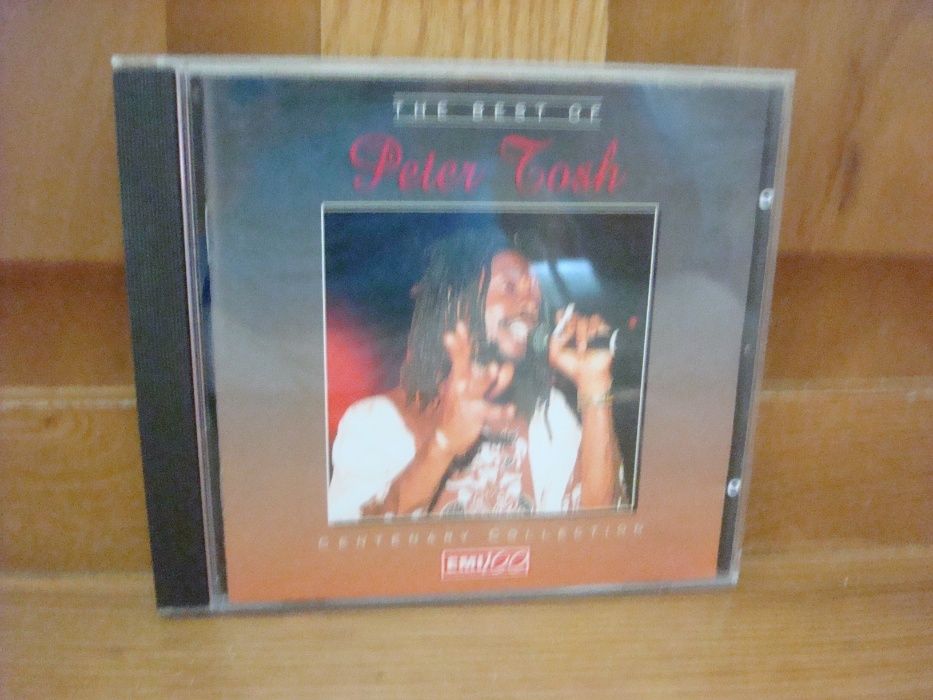 THE BEST OF
Peter Tosh
CENTENARY COLLECTION
EMI 100